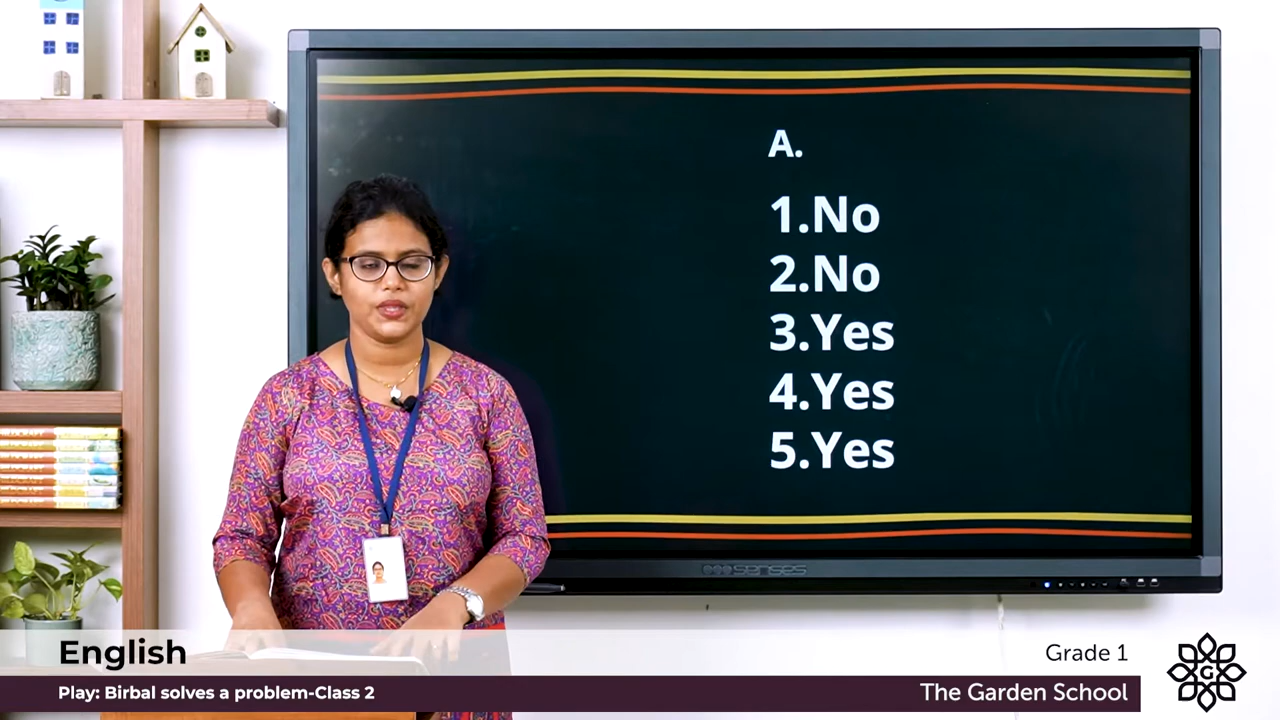 A.
1.No
2.No
3.Yes
4.Yes
5.Yes
senses
English
Grade 1
Play: Birbal solves a problem-Class 2
The Garden School
G